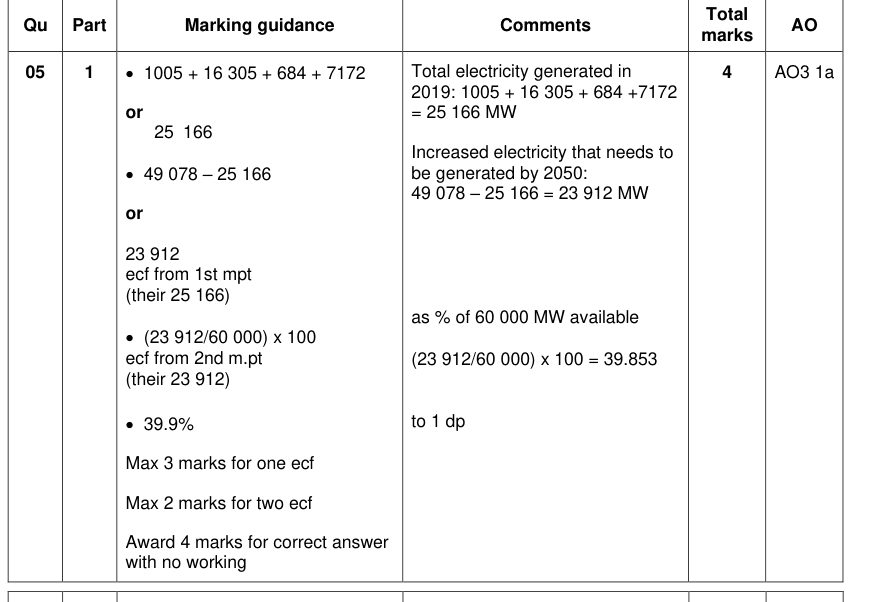 Qu Part Marking guidance Comments Total marks AO
05 1
• 1005 + 16 305 + 684 + 7172
or
25 166
• 49 078 – 25 166
or
23 912
ecf from 1st mpt
(their 25 166)
• (23 912/60 000) x 100
ecf from 2nd m.pt
(their 23 912)
• 39.9%
Max 3 marks for one ecf
Max 2 marks for two ecf
Award 4 marks for correct answer
with no working
Total electricity generated in
2019: 1005 + 16 305 + 684 +7172
= 25 166 MW
Increased electricity that needs to
be generated by 2050:
49 078 – 25 166 = 23 912 MW
as % of 60 000 MW available
(23 912/60 000) x 100 = 39.853
to 1 dp
4
AO3 1a